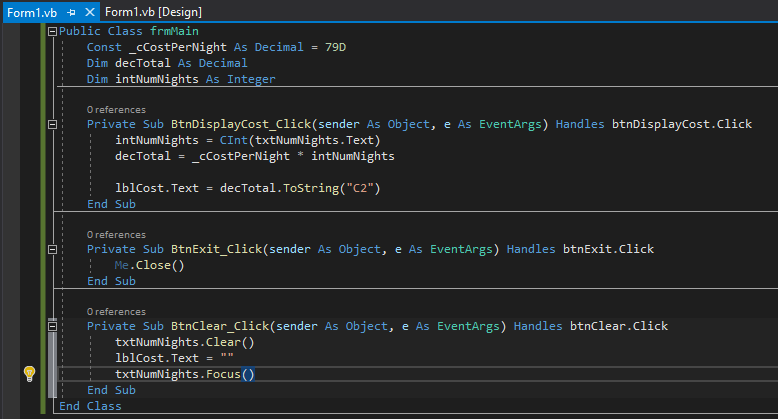 Form1.vb Form1.vb [Design]
Public Class frmMain
Const _cCostPerNight As Decimal = 79D
Dim decTotal As Decimal
Dim intNumNights As Integer
0 references
Private Sub BtnDisplayCost_Click(sender As Object, e As EventArgs) Handles btnDisplayCost.Click
intNumNights = CInt(txtNumNights.Text)
decTotal = _cCostPerNight * intNumNights
lblCost.Text = decTotal.ToString("C2")
End Sub
0 references
Private Sub BtnExit_Click(sender As Object, e As EventArgs) Handles btnExit.Click
Me.Close()
End Sub
0 references
Private Sub BtnClear_Click(sender As Object, e As EventArgs) Handles btnClear.Click
txtNumNights.Clear()
lblCost.Text = ""
txtNumNights.Focus()
End Sub
End Class